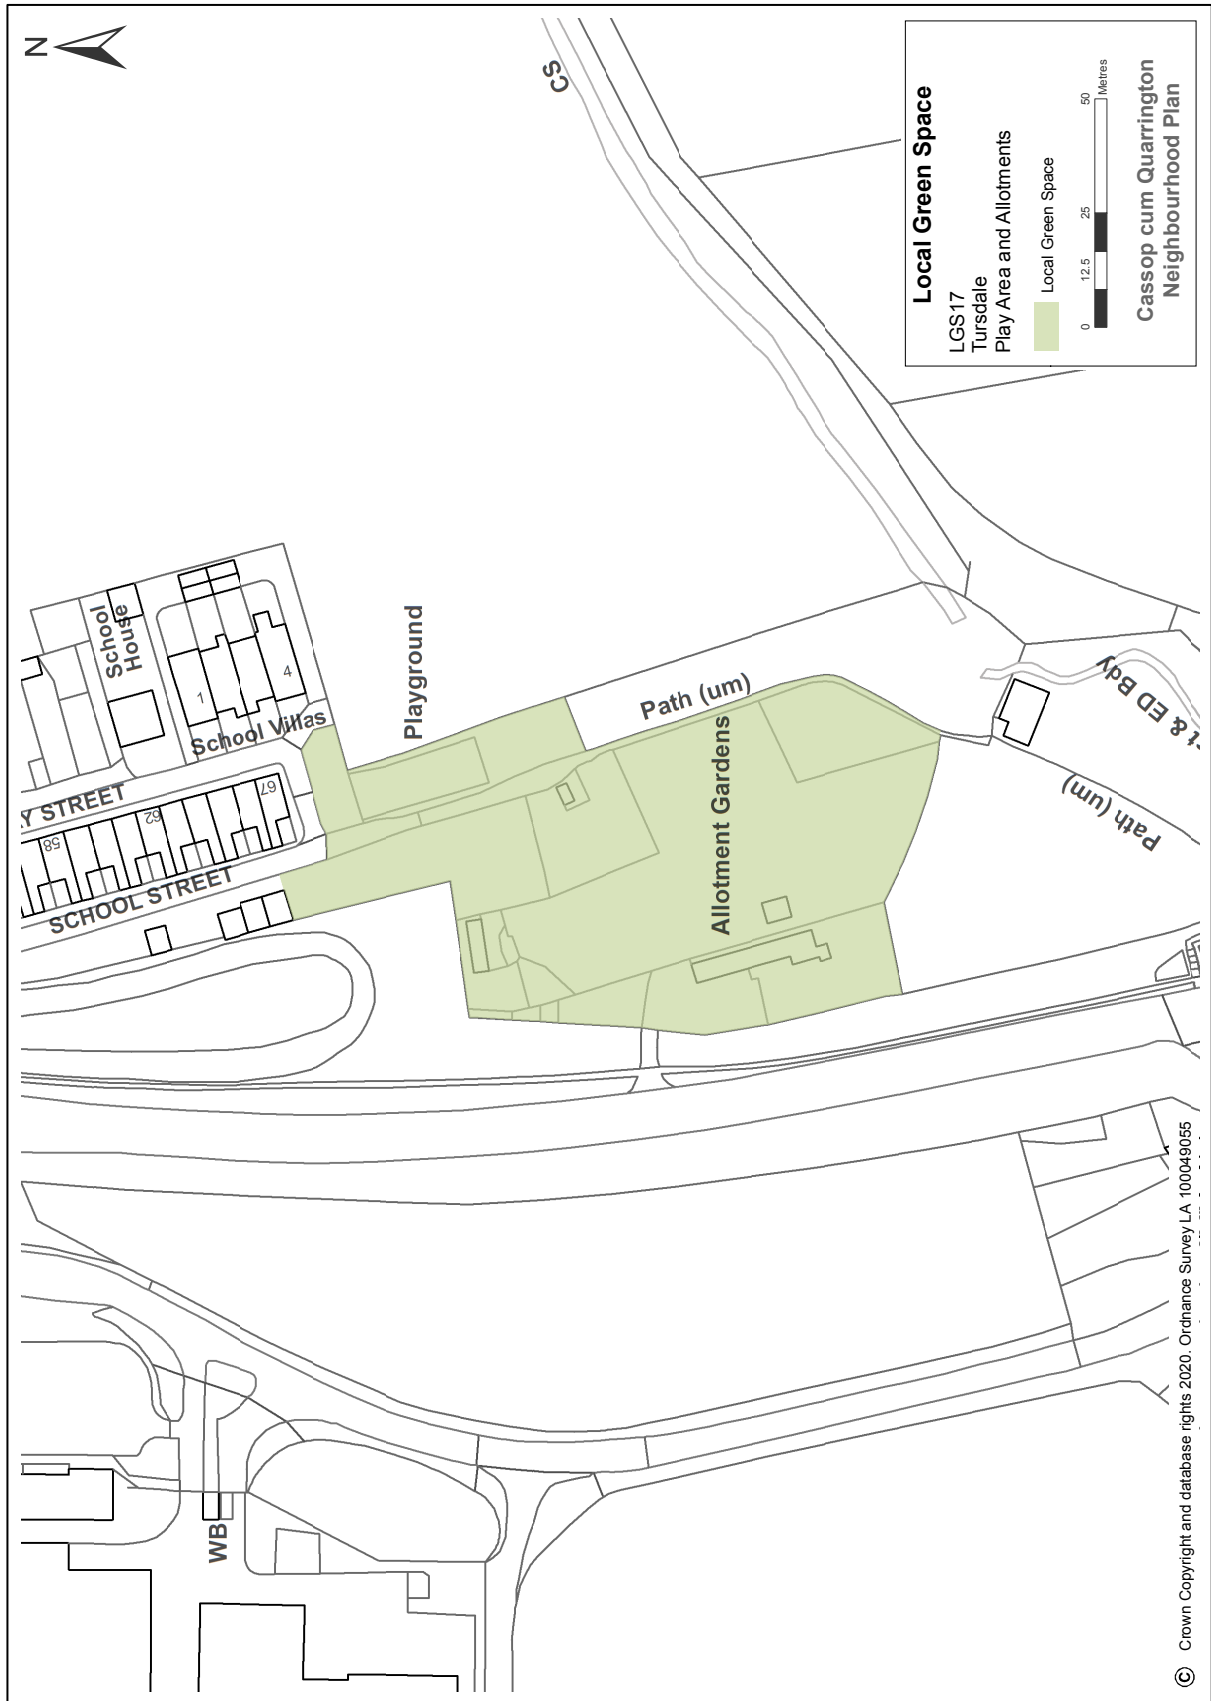 N
CS
School
House
1
4
School Villas
Y STREET
58
62
67
SCHOOL STREET
Playground
Path (um)
Allotment Gardens
ct & ED Bdy
Path (um)
WB
Local Green Space
LGS17
Tursdale
Play Area and Allotments
Local Green Space
0 12.5 25 50
Metres
Cassop cum Quarrington
Neighbourhood Plan
© Crown Copyright and database rights 2020. Ordnance Survey LA 100049055